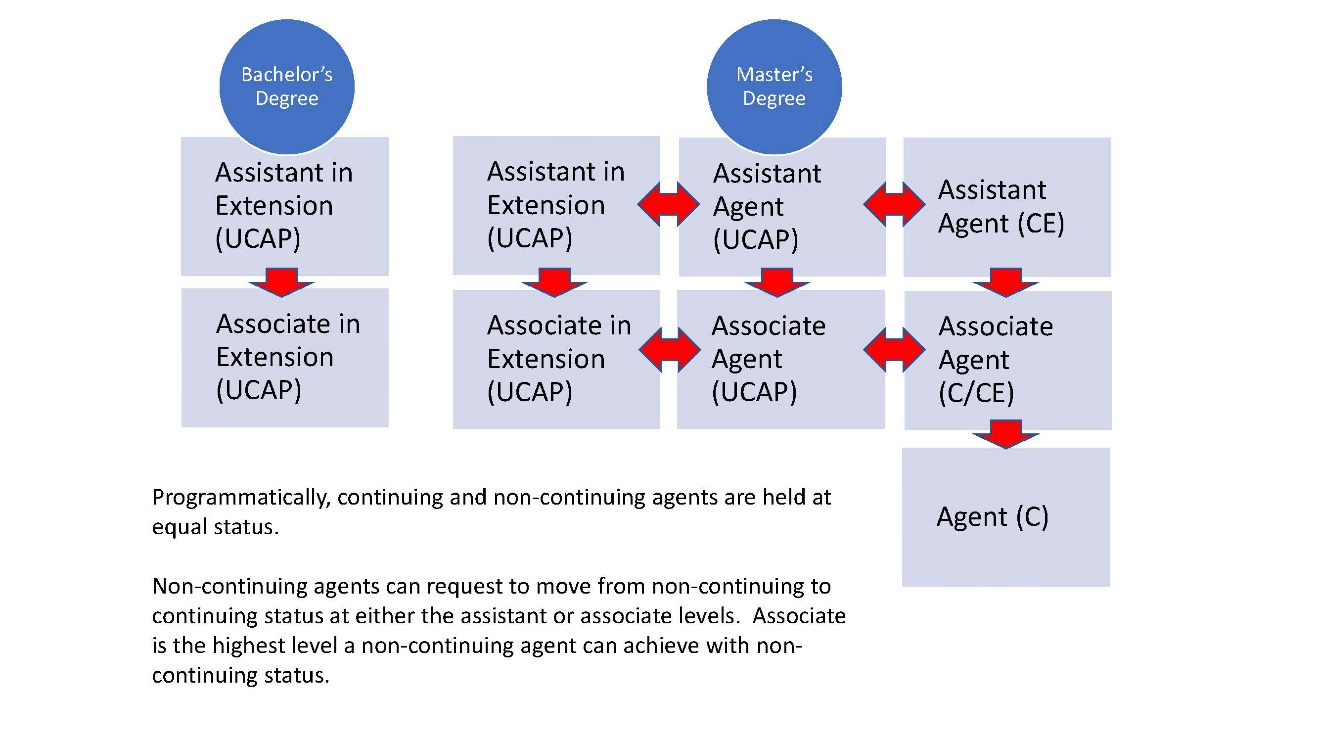 Bachelor's
Degree
Assistant in
Extension
(UCAP)
Associate in
Extension
(UCAP)
Master's
Degree
Assistant in
Extension
(UCAP)
Assistant
Agent
(UCAP)
Assistant
Agent (CE)
Associate in
Extension
(UCAP)
Associate
Agent
(UCAP)
Associate
Agent
(C/CE)
Agent (C)
Programmatically, continuing and non-continuing agents are held at
equal status.
Non-continuing agents can request to move from non-continuing to
continuing status at either the assistant or associate levels.  Associate
is the highest level a non-continuing agent can achieve with non-
continuing status.